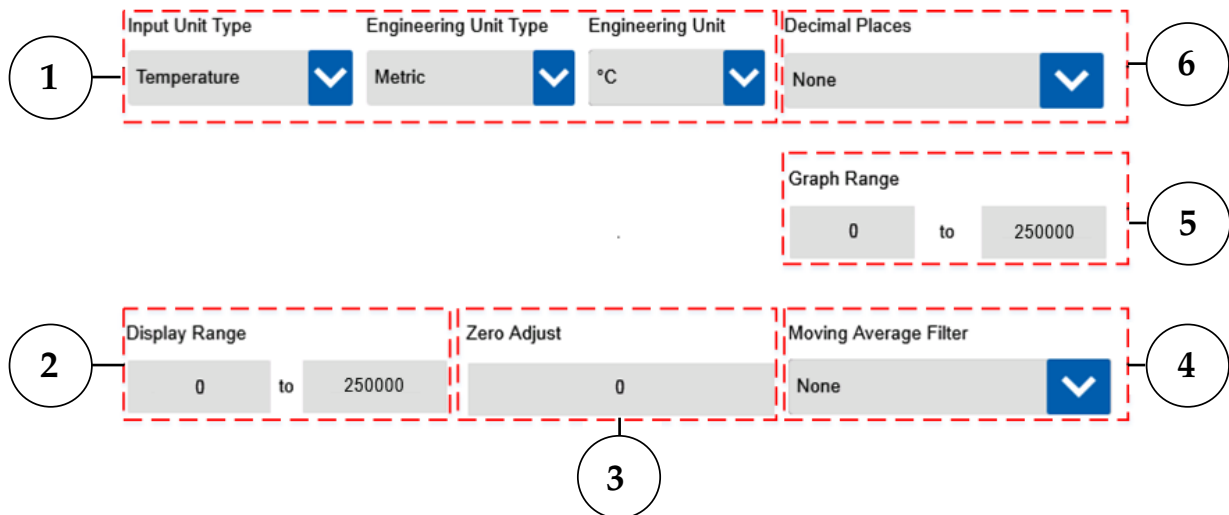 Input Unit Type Engineering Unit Type Engineering Unit Decimal Places
1 Temperature Metric °C None 6
Graph Range
0 to 250000 5
Display Range Zero Adjust Moving Average Filter
2 0 to 250000 0 None 4
3